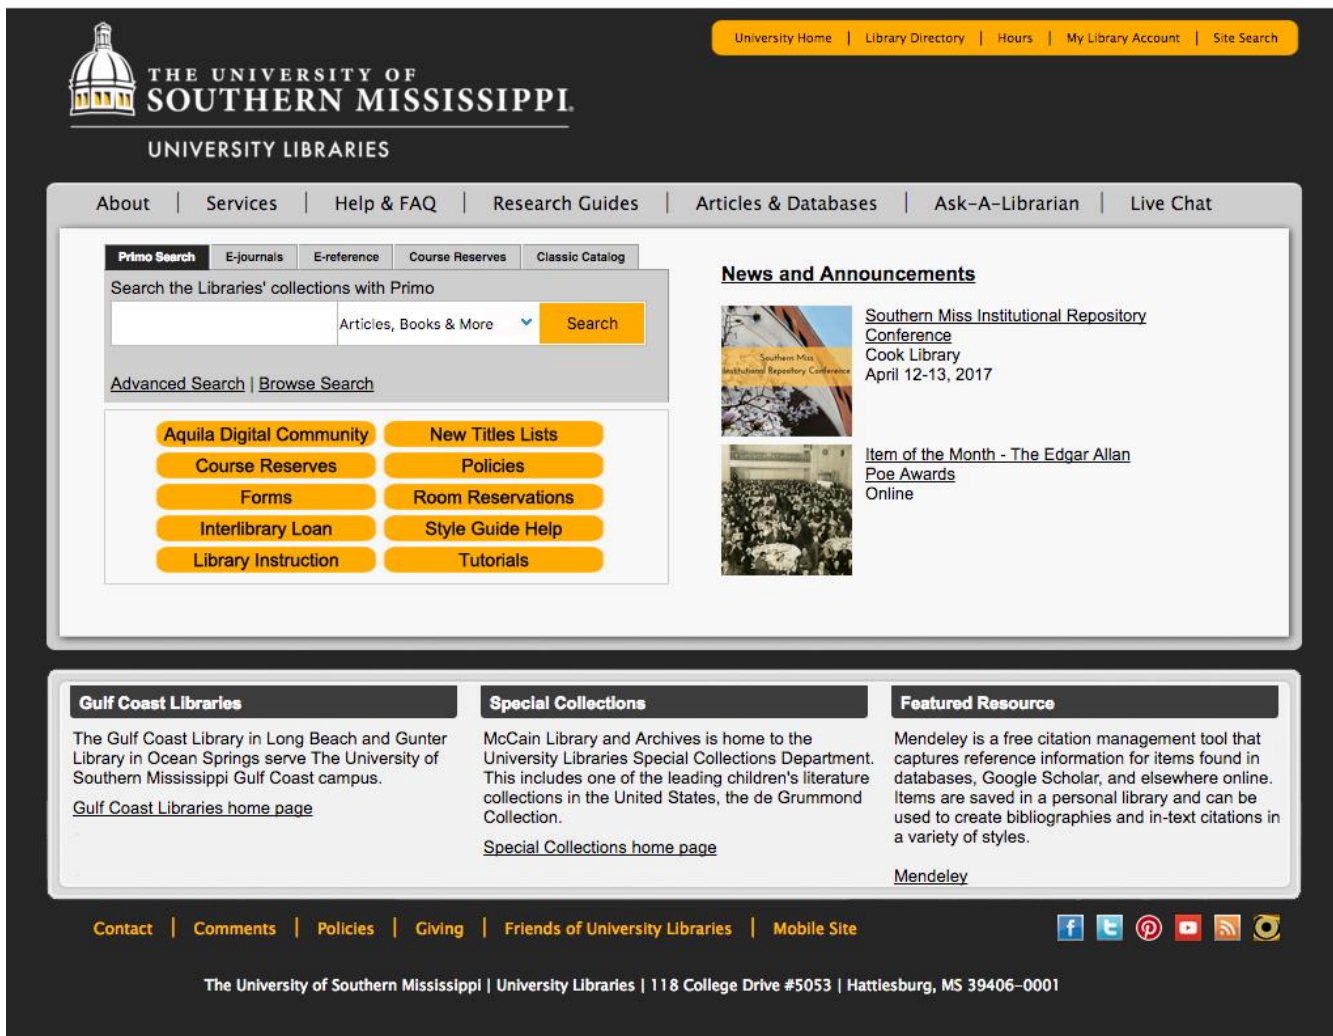 University Home | Library Directory | Hours | My Library Account | Site Search
THE UNIVERSITY OF
SOUTHERN MISSISSIPPI.
UNIVERSITY LIBRARIES
About | Services | Help & FAQ | Research Guides | Articles & Databases | Ask-A-Librarian | Live Chat
Primo Search E-journals E-reference Course Reserves Classic Catalog
Search the Libraries' collections with Primo
Articles, Books & More Search
Advanced Search | Browse Search
Aquila Digital Community New Titles Lists
Course Reserves Policies
Forms Room Reservations
Interlibrary Loan Style Guide Help
Library Instruction Tutorials
News and Announcements
Southern Miss
Institutional Repository Conference
Southern Miss Institutional Repository
Conference
Cook Library
April 12-13, 2017
Item of the Month - The Edgar Allan
Poe Awards
Online
Gulf Coast Libraries
The Gulf Coast Library in Long Beach and Gunter
Library in Ocean Springs serve The University of
Southern Mississippi Gulf Coast campus.
Gulf Coast Libraries home page
Special Collections
McCain Library and Archives is home to the
University Libraries Special Collections Department.
This includes one of the leading children's literature
collections in the United States, the de Grummond
Collection.
Special Collections home page
Featured Resource
Mendeley is a free citation management tool that
captures reference information for items found in
databases, Google Scholar, and elsewhere online.
Items are saved in a personal library and can be
used to create bibliographies and in-text citations in
a variety of styles.
Mendeley
Contact | Comments | Policies | Giving | Friends of University Libraries | Mobile Site
The University of Southern Mississippi | University Libraries | 118 College Drive #5053 | Hattiesburg, MS 39406-0001